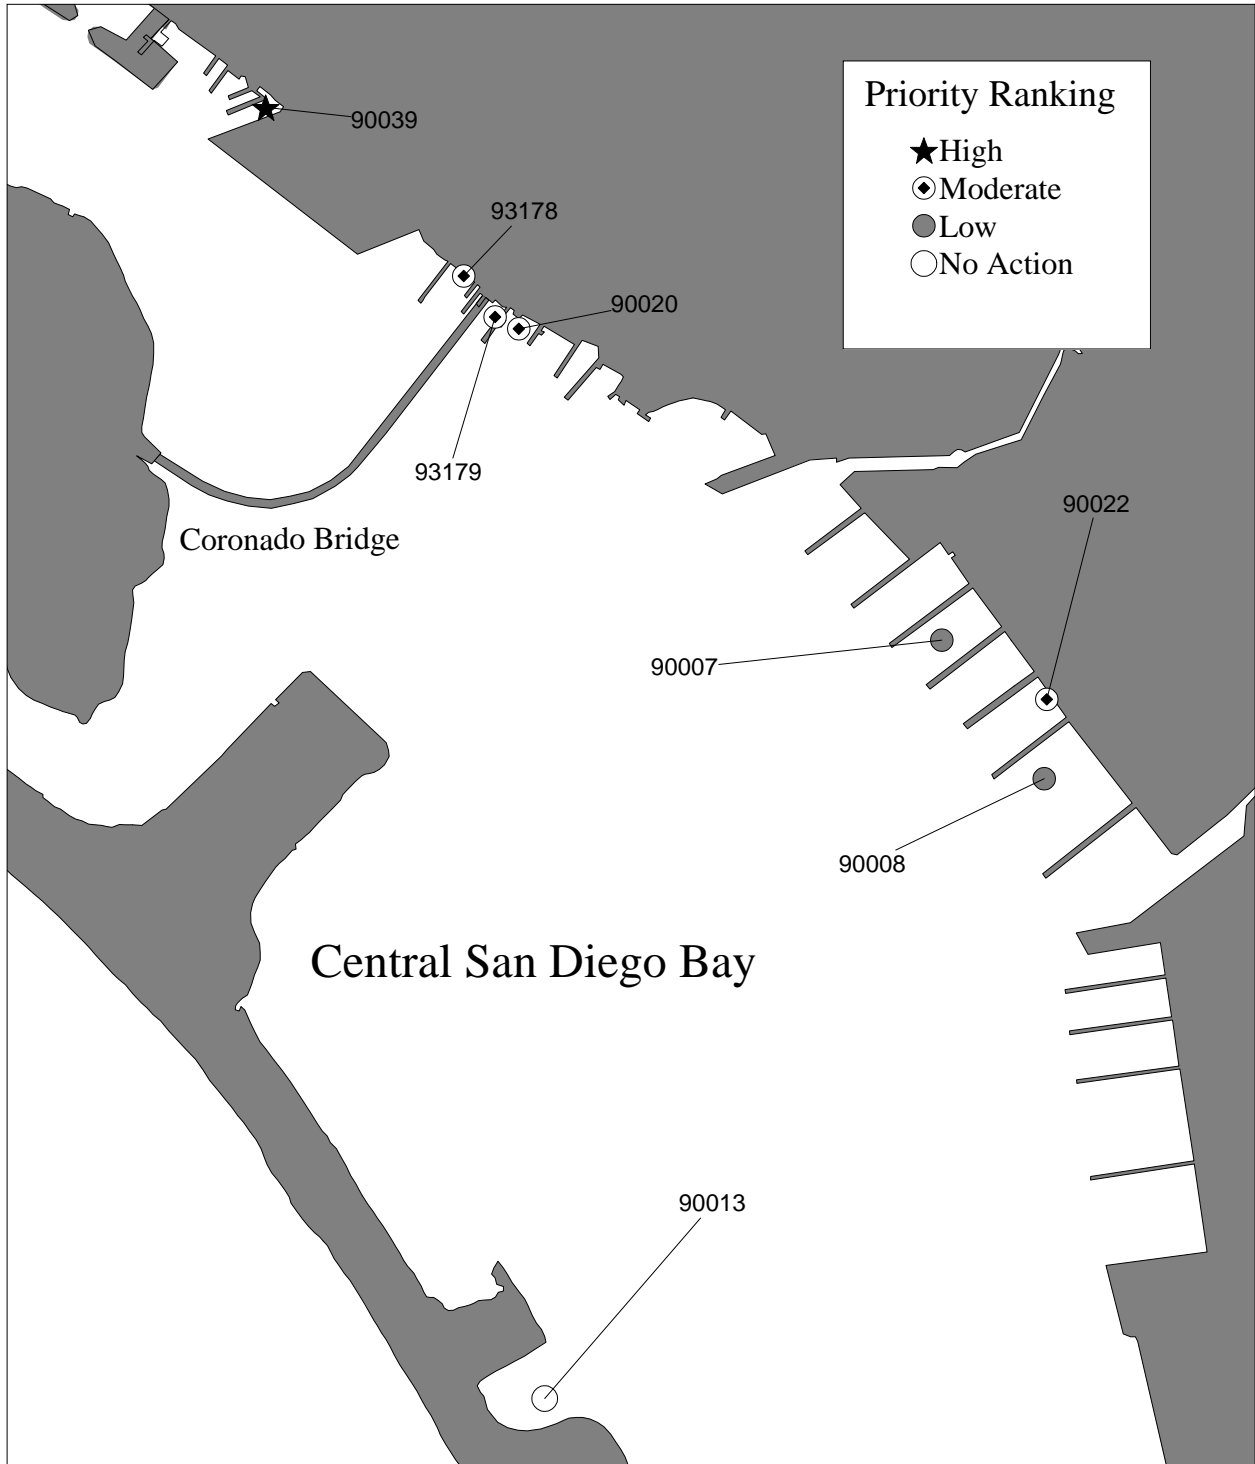 Priority Ranking
High
Moderate
Low
No Action
90039
93178
90020
93179
90022
Coronado Bridge
90007
90008
Central San Diego Bay
90013